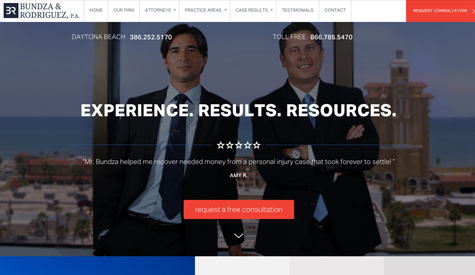 BUNDZA &
RODRIGUEZ, P.A.
HOME OUR FIRM ATTORNEYS PRACTICE AREAS CASE RESULTS TESTIMONIALS CONTACT REQUEST CONSULTATION
DAYTONA BEACH 386.252.5170 TOLL FREE 866.785.5470
EXPERIENCE. RESULTS. RESOURCES.
"Mr. Bundza helped me recover needed money from a personal injury case that took forever to settle! "
AMY R.
request a free consultation